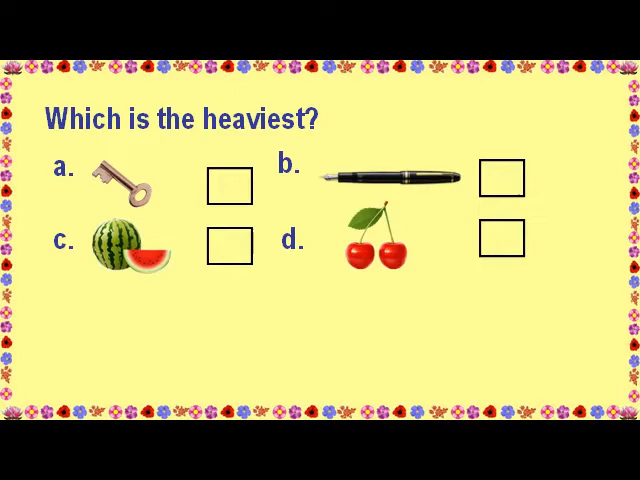 Which is the heaviest?
a. b.
c. d.